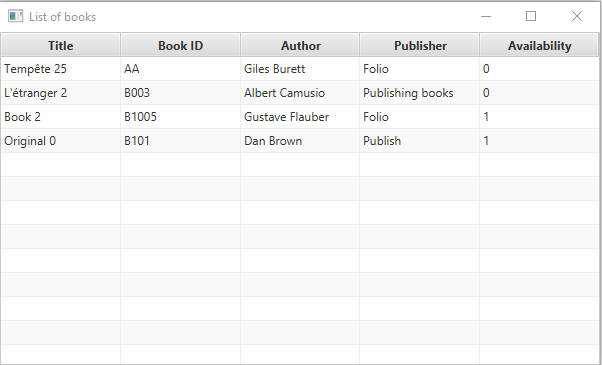 List of books
Title Book ID Author Publisher Availability
Tempête 25 AA Giles Burett Folio 0
L'étranger 2 B003 Albert Camusio Publishing books 0
Book 2 B1005 Gustave Flauber Folio 1
Original 0 B101 Dan Brown Publish 1